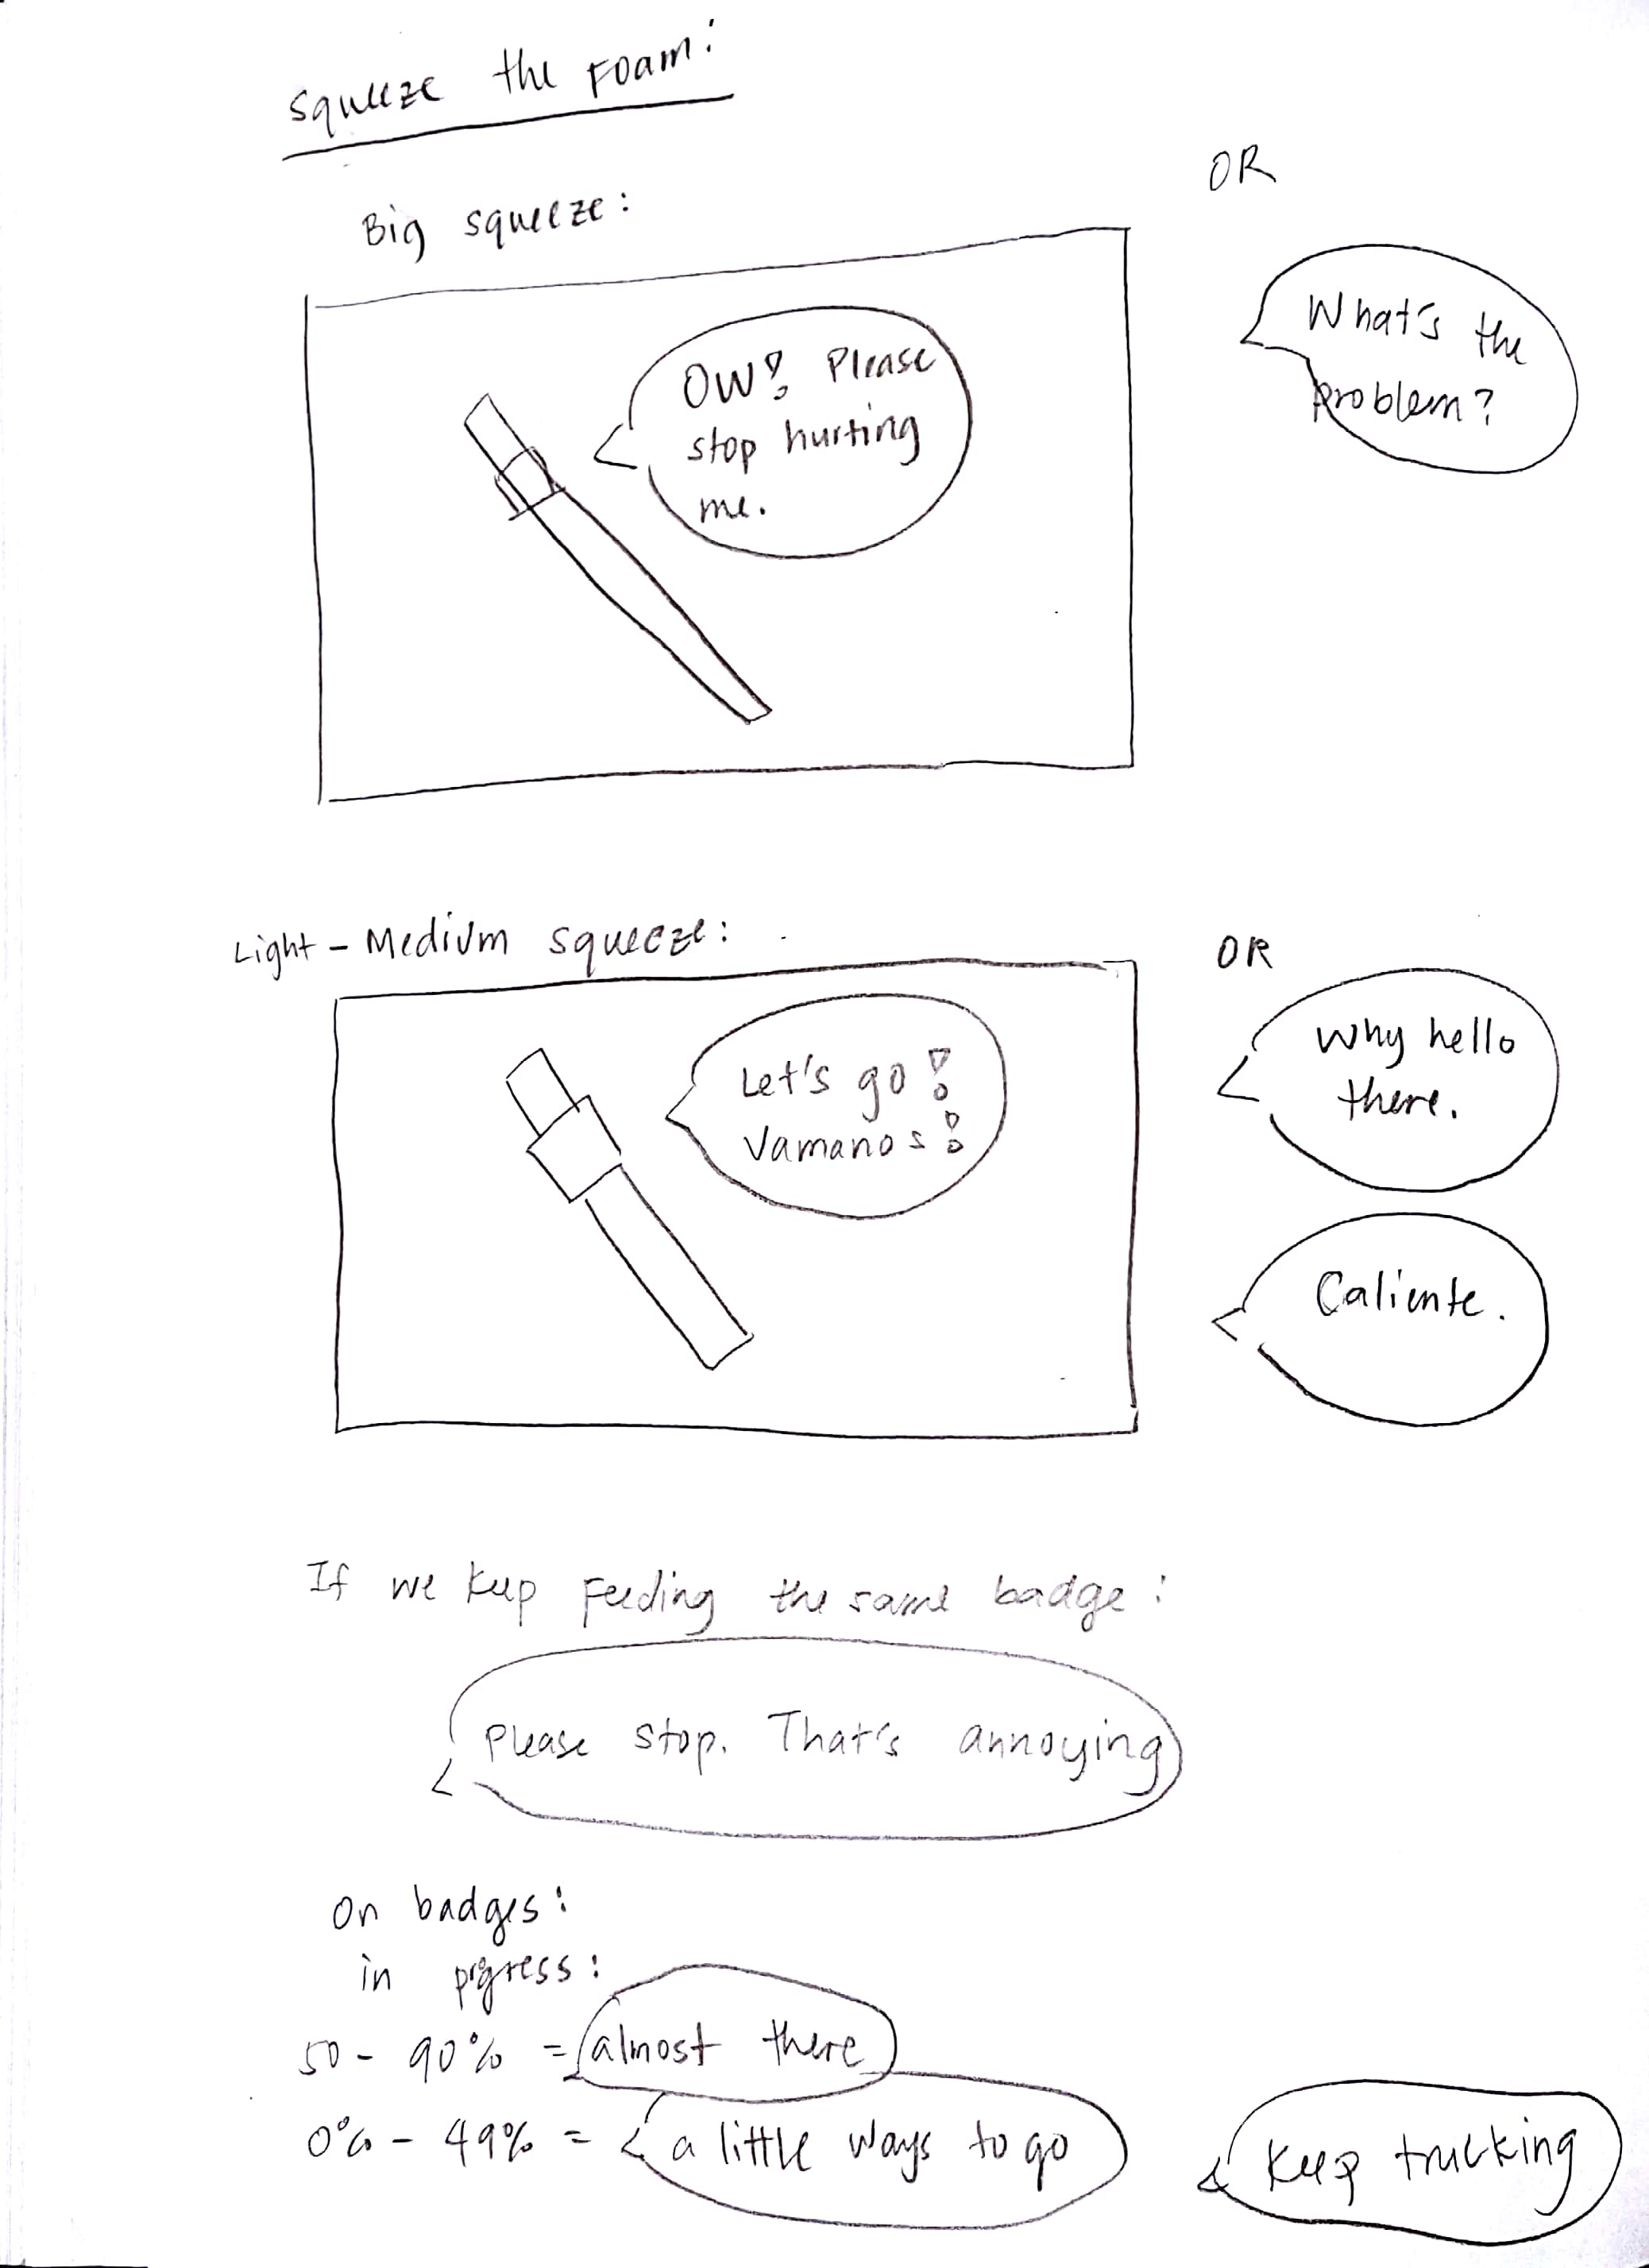 squeeze the Foam:
OR
Big squeeze:
OW! Please
stop hurting
me.
What's the
problem?
Light - Medium squeeze:
OR
Let's go!
Vamanos!
Why hello
there.
Caliente.
If we keep feeding the same badge:
Please stop. That's annoying
On badges:
in prgress:
50 - 90% = almost there
0% - 49% = a little ways to go
Keep trucking